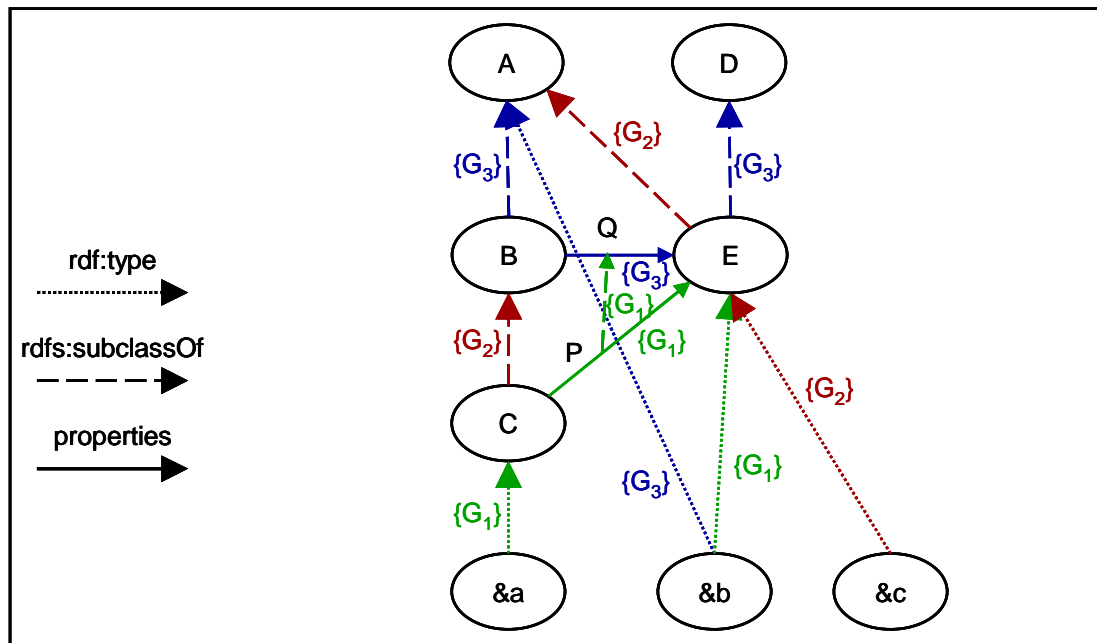 A
D
{G2}
{G3}
{G3}
Q
B
E
{G3}
{G1}
{G1}
{G2}
P
{G2}
C
{G3}
{G1}
{G1}
&a
&b
&c
rdf:type
rdfs:subclassOf
properties